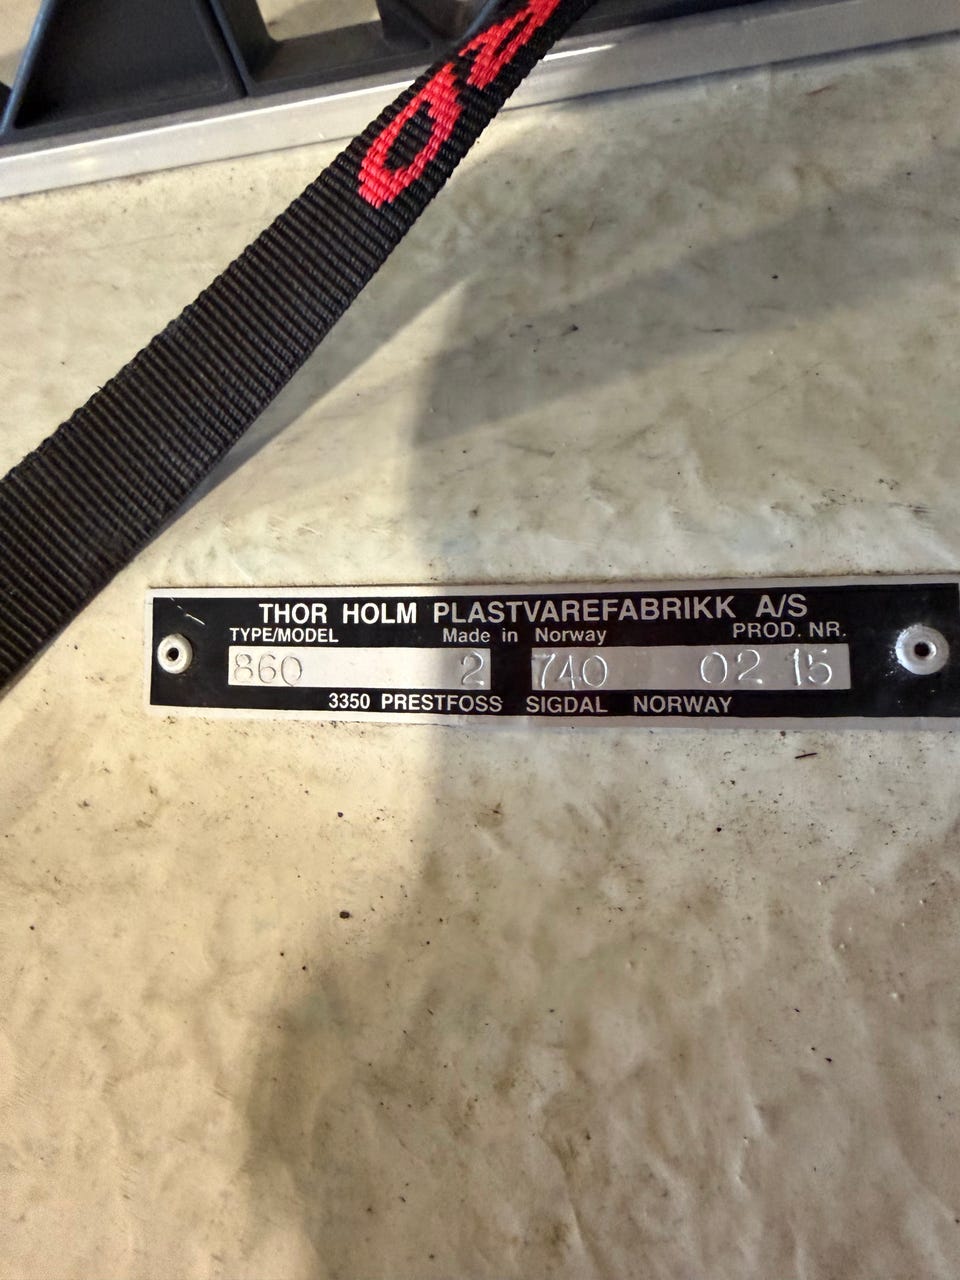 THOR HOLM PLASTVAREFABRIKK A/S
TYPE/MODEL Made in Norway PROD. NR.
860 2 740 02 15
3350 PRESTFOSS SIGDAL NORWAY